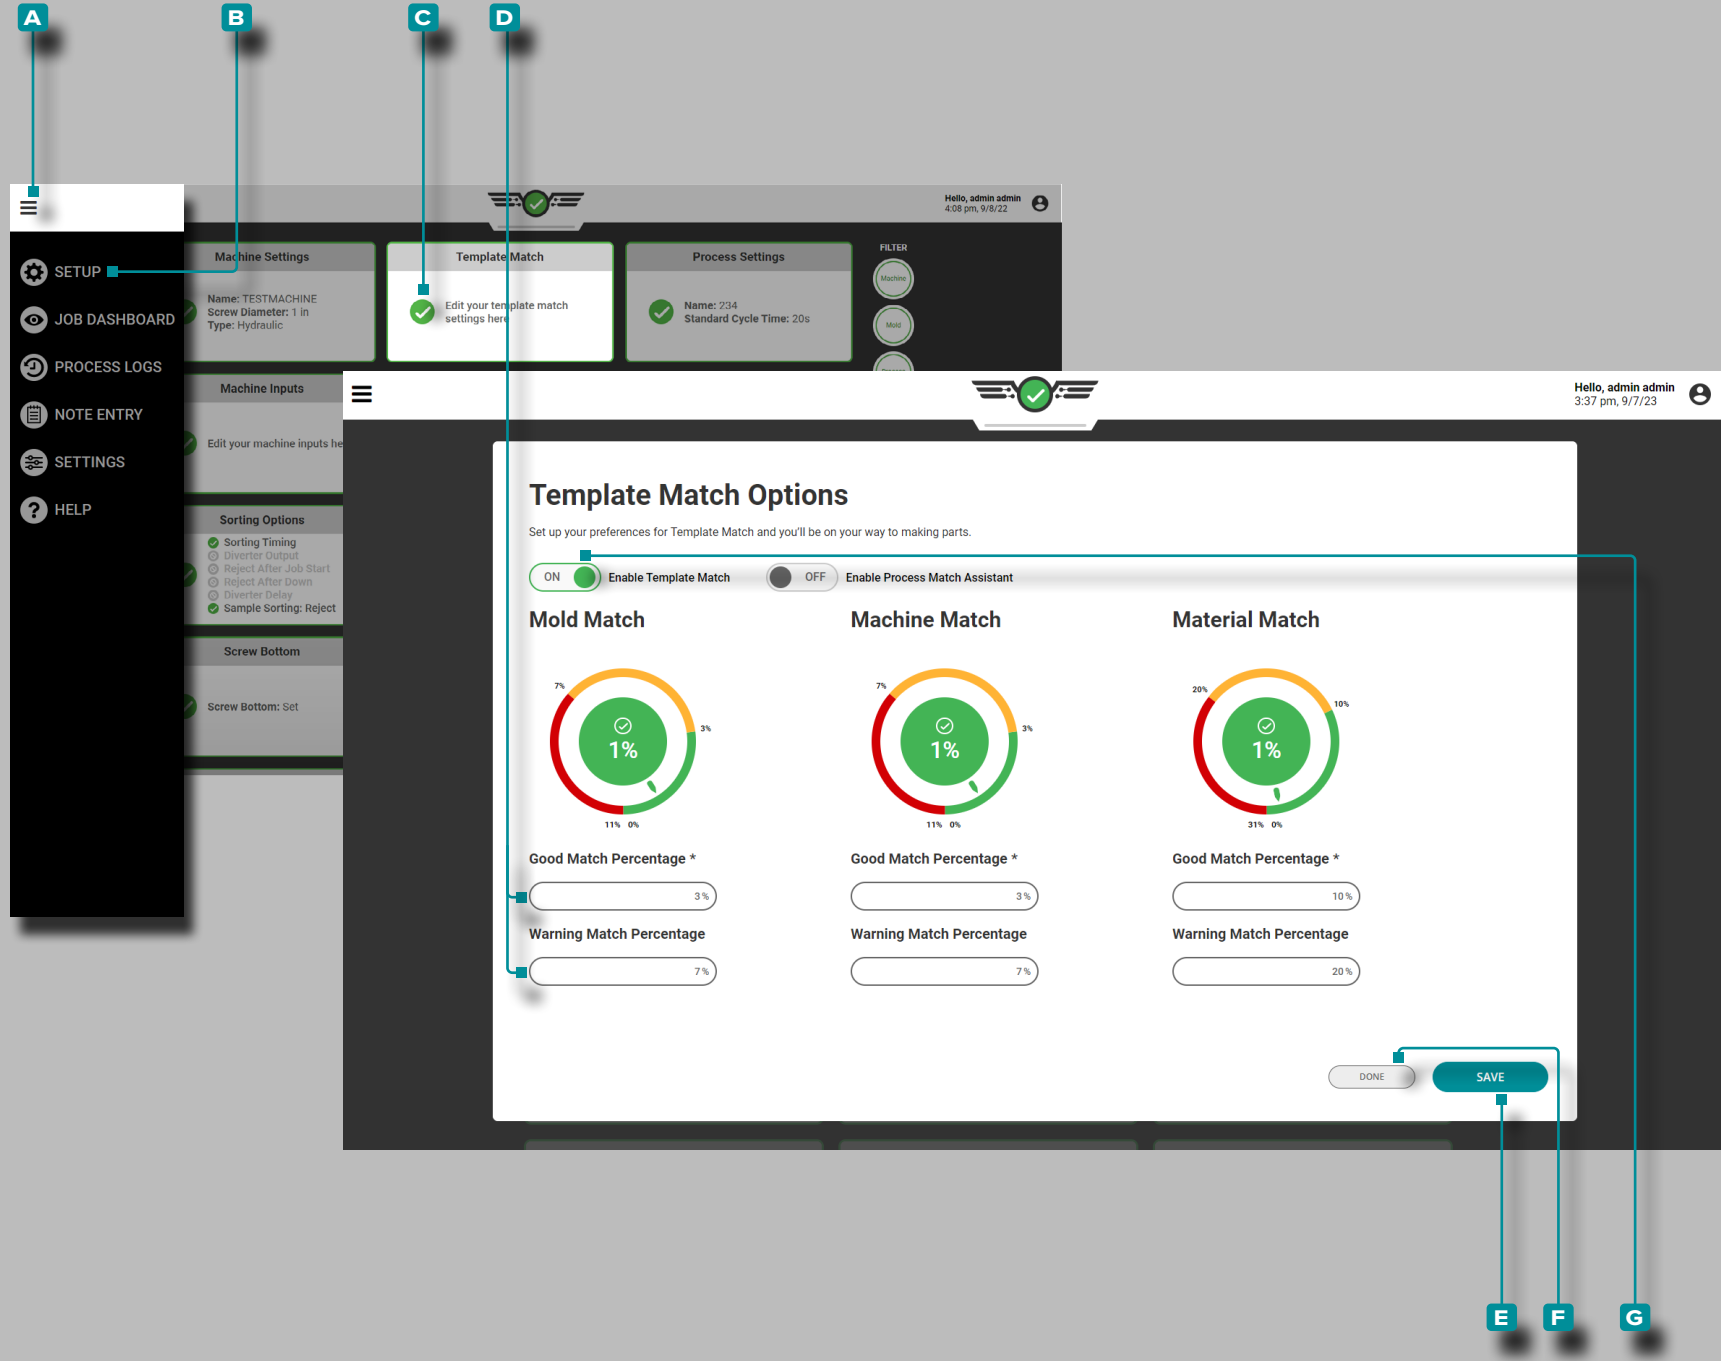 A
B
C
D
Hello, admin admin
4:08 pm, 9/8/22
SETUP
JOB DASHBOARD
PROCESS LOGS
NOTE ENTRY
SETTINGS
HELP
Machine Settings
Name: TESTMACHINE
Screw Diameter: 1 in
Type: Hydraulic
Template Match
Edit your template match
settings here
Process Settings
Name: 234
Standard Cycle Time: 20s
FILTER
Machine
Mold
Machine Inputs
Edit your machine inputs he
Sorting Options
Sorting Timing
Diverter Output
Reject After Job Start
Reject After Down
Diverter Delay
Sample Sorting: Reject
Screw Bottom
Screw Bottom: Set
Hello, admin admin
3:37 pm, 9/7/23
Template Match Options
Set up your preferences for Template Match and you'll be on your way to making parts.
ON Enable Template Match OFF Enable Process Match Assistant
Mold Match
7%
3%
1%
11% 0%
Good Match Percentage *
3 %
Warning Match Percentage
7 %
Machine Match
7%
3%
1%
11% 0%
Good Match Percentage *
3 %
Warning Match Percentage
7 %
Material Match
20%
10%
1%
31% 0%
Good Match Percentage *
10 %
Warning Match Percentage
20 %
DONE
SAVE
E
F
G